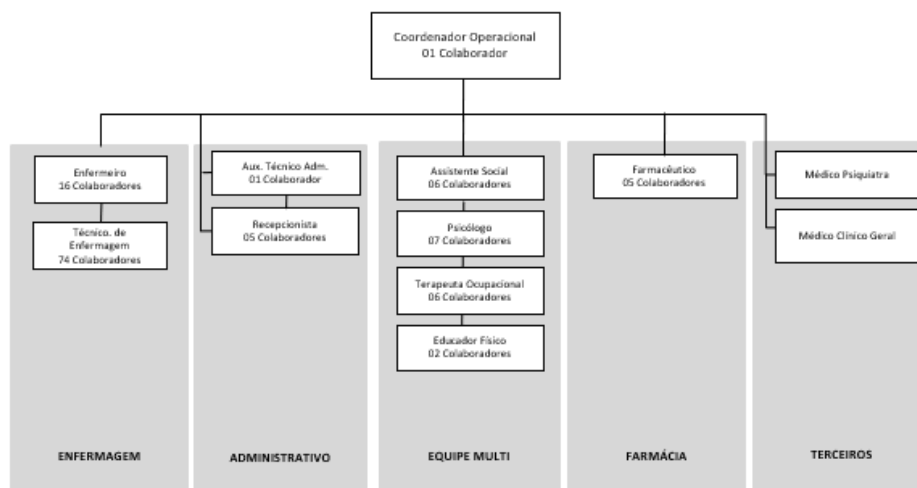 Coordenador Operacional
01 Colaborador
Enfermeiro
16 Colaboradores
Técnico. de
Enfermagem
74 Colaboradores
ENFERMAGEM
Aux. Técnico Adm.
01 Colaborador
Recepcionista
05 Colaboradores
ADMINISTRATIVO
Assistente Social
06 Colaboradores
Psicólogo
07 Colaboradores
Terapeuta Ocupacional
06 Colaboradores
Educador Físico
02 Colaboradores
EQUIPE MULTI
Farmacêutico
05 Colaboradores
FARMÁCIA
Médico Psiquiatra
Médico Clínico Geral
TERCEIROS